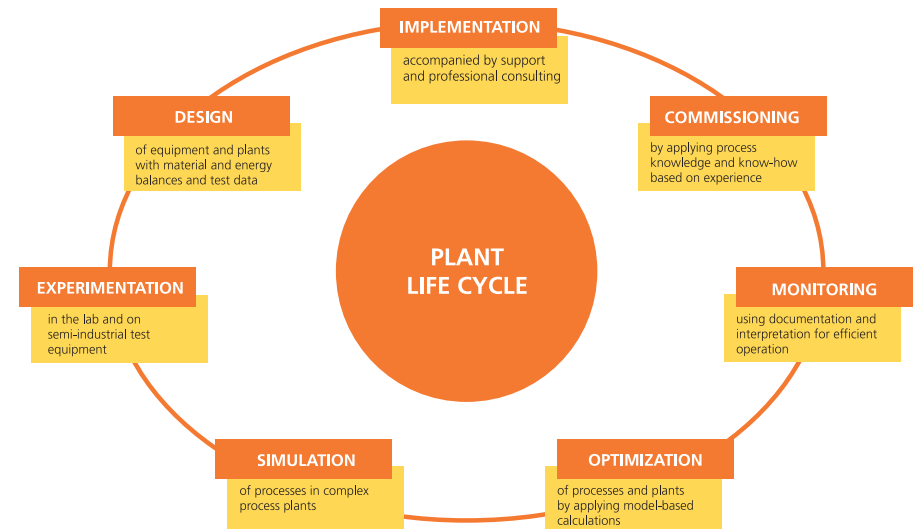 IMPLEMENTATION
accompanied by support
and professional consulting
DESIGN
of equipment and plants
with material and energy
balances and test data
COMMISSIONING
by applying process
knowledge and know-how
based on experience
PLANT
LIFE CYCLE
EXPERIMENTATION
in the lab and on
semi-industrial test
equipment
MONITORING
using documentation and
interpretation for efficient
operation
SIMULATION
of processes in complex
process plants
OPTIMIZATION
of processes and plants
by applying model-based
calculations